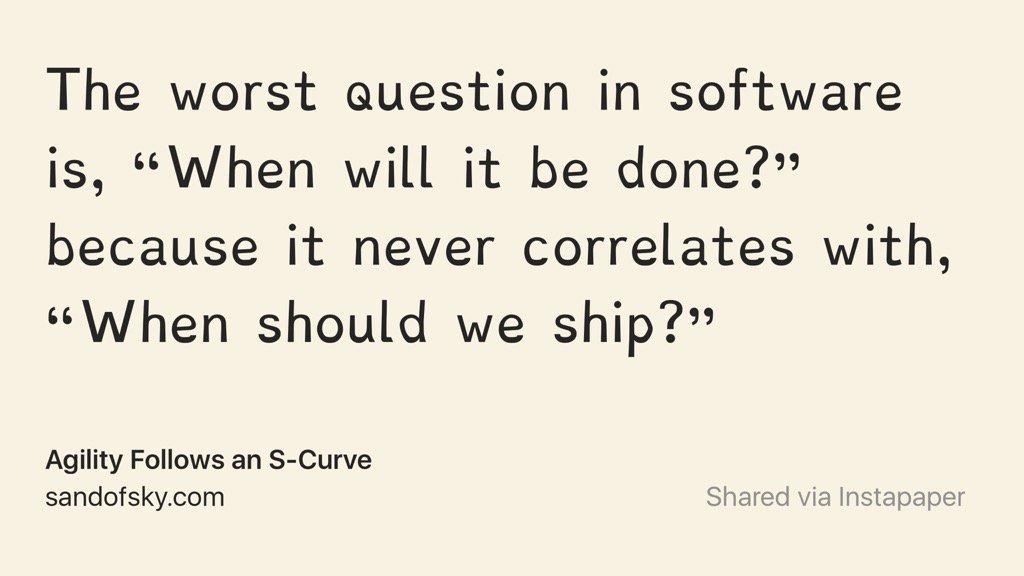 The worst question in software
is, “When will it be done?”
because it never correlates with,
“When should we ship?”
Agility Follows an S-Curve
sandofsky.com
Shared via Instapaper